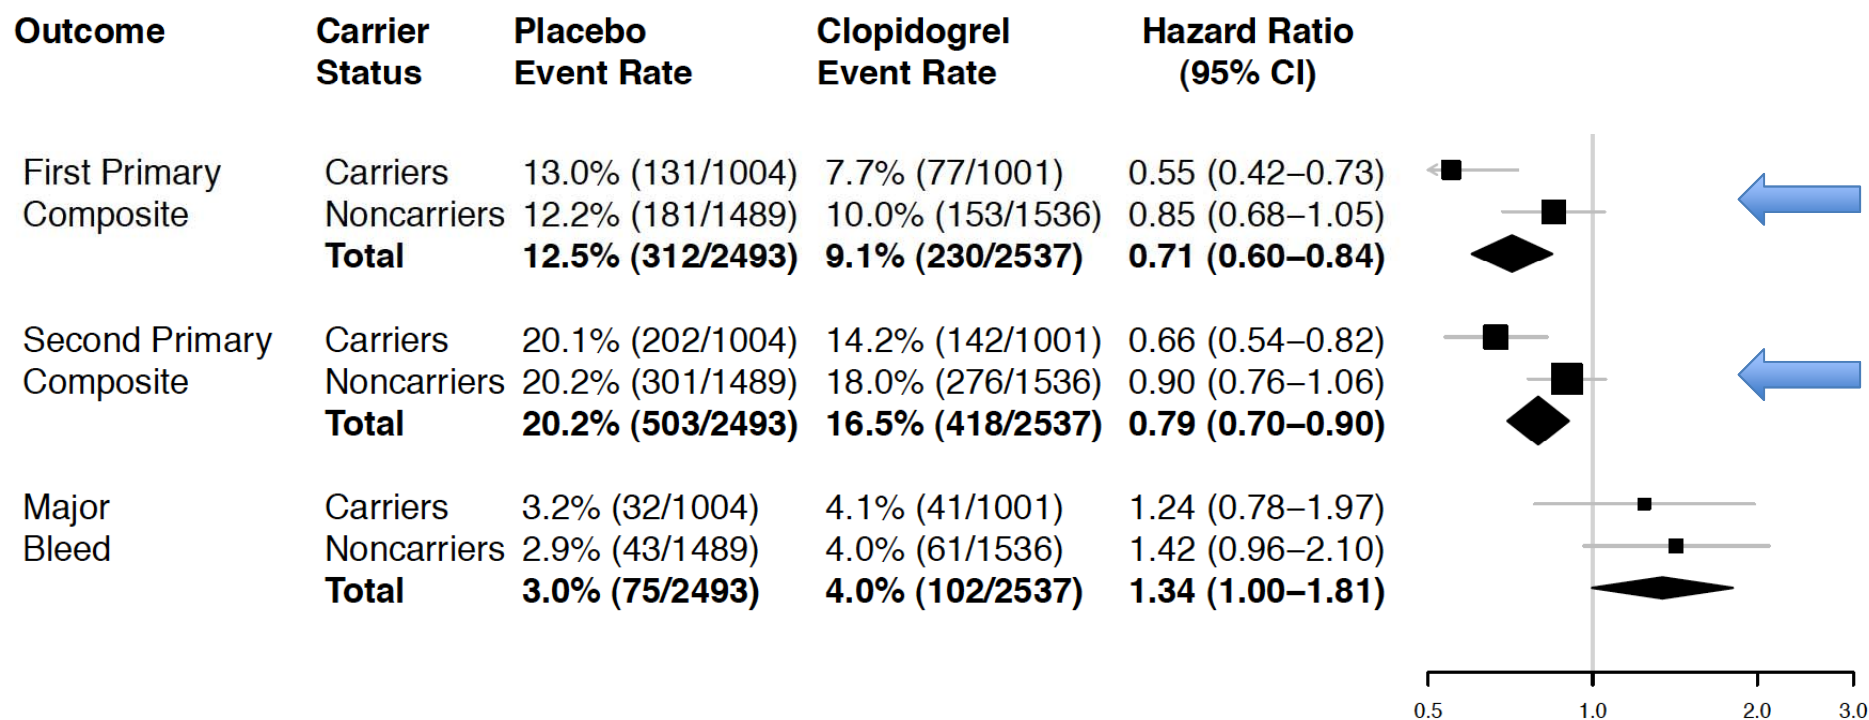 Outcome Carrier Placebo Clopidogrel Hazard Ratio
Status Event Rate Event Rate (95% CI)
First Primary Carriers 13.0% (131/1004) 7.7% (77/1001) 0.55 (0.42–0.73)
Composite Noncarriers 12.2% (181/1489) 10.0% (153/1536) 0.85 (0.68–1.05)
Total 12.5% (312/2493) 9.1% (230/2537) 0.71 (0.60–0.84)
Second Primary Carriers 20.1% (202/1004) 14.2% (142/1001) 0.66 (0.54–0.82)
Composite Noncarriers 20.2% (301/1489) 18.0% (276/1536) 0.90 (0.76–1.06)
Total 20.2% (503/2493) 16.5% (418/2537) 0.79 (0.70–0.90)
Major Carriers 3.2% (32/1004) 4.1% (41/1001) 1.24 (0.78–1.97)
Bleed Noncarriers 2.9% (43/1489) 4.0% (61/1536) 1.42 (0.96–2.10)
Total 3.0% (75/2493) 4.0% (102/2537) 1.34 (1.00–1.81)
0.5 1.0 2.0 3.0